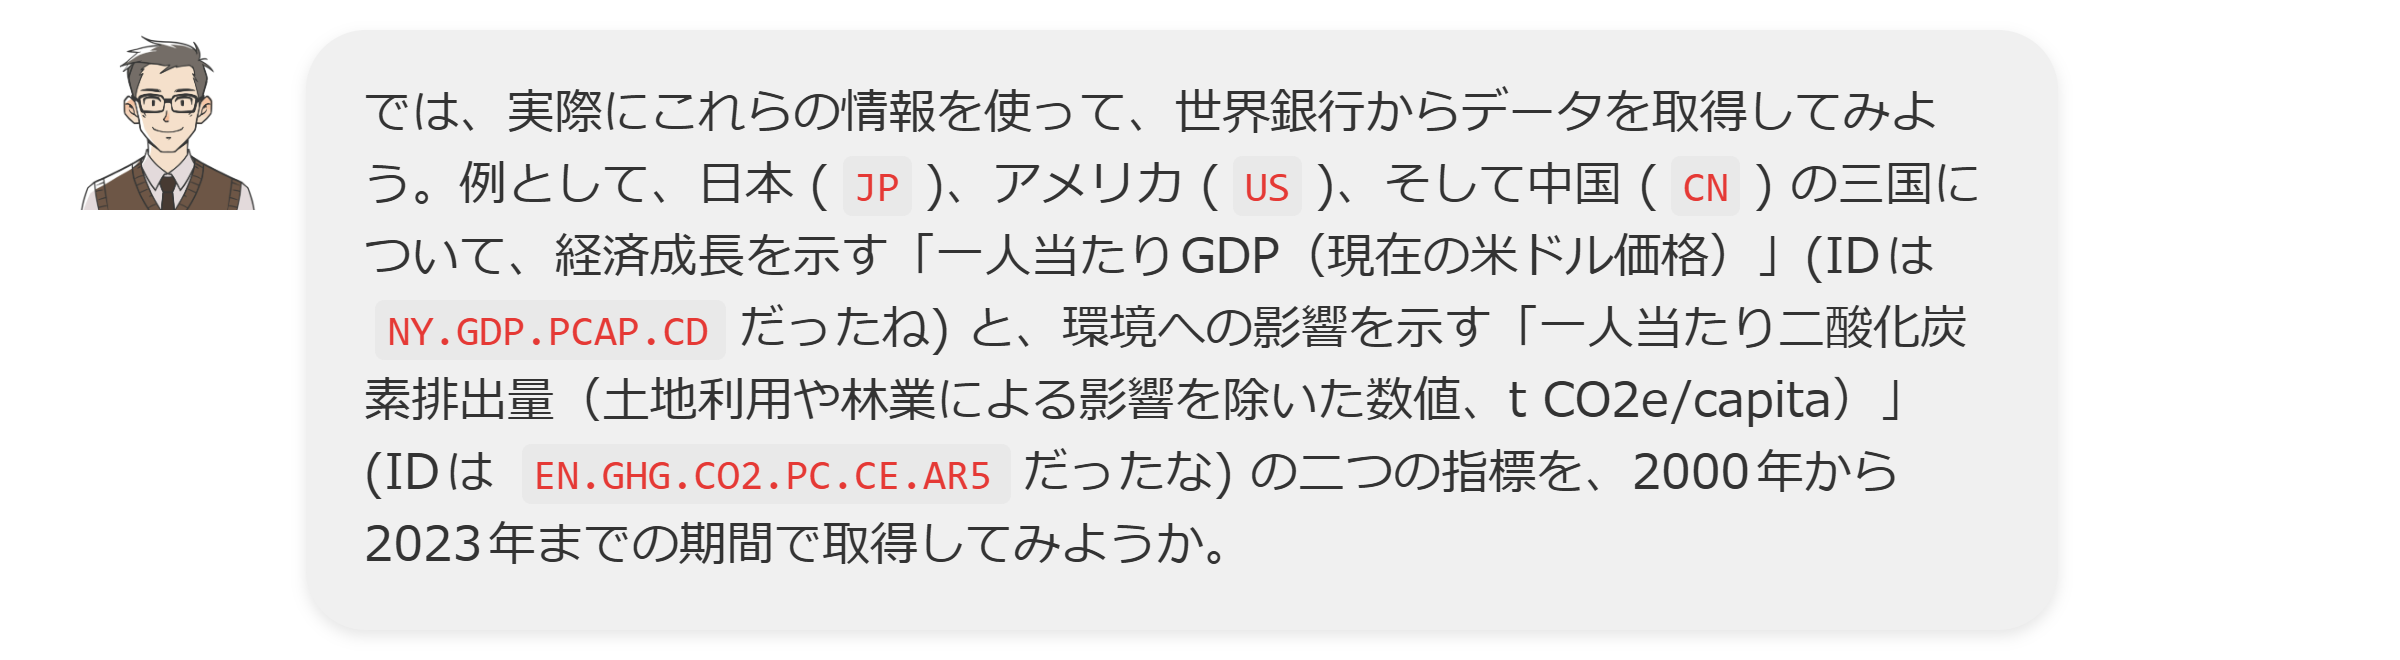 では、実際にこれらの情報を使って、世界銀行からデータを取得してみよ
う。例として、日本 ( JP )、アメリカ ( US )、そして中国 ( CN ) の三国に
ついて、経済成長を示す「一人当たりGDP（現在の米ドル価格）」(IDは
NY.GDP.PCAP.CD だったね) と、環境への影響を示す「一人当たり二酸化炭
素排出量（土地利用や林業による影響を除いた数値、t CO2e/capita）」
(IDは EN.GHG.CO2.PC.CE.AR5 だったな) の二つの指標を、2000年から
2023年までの期間で取得してみようか。